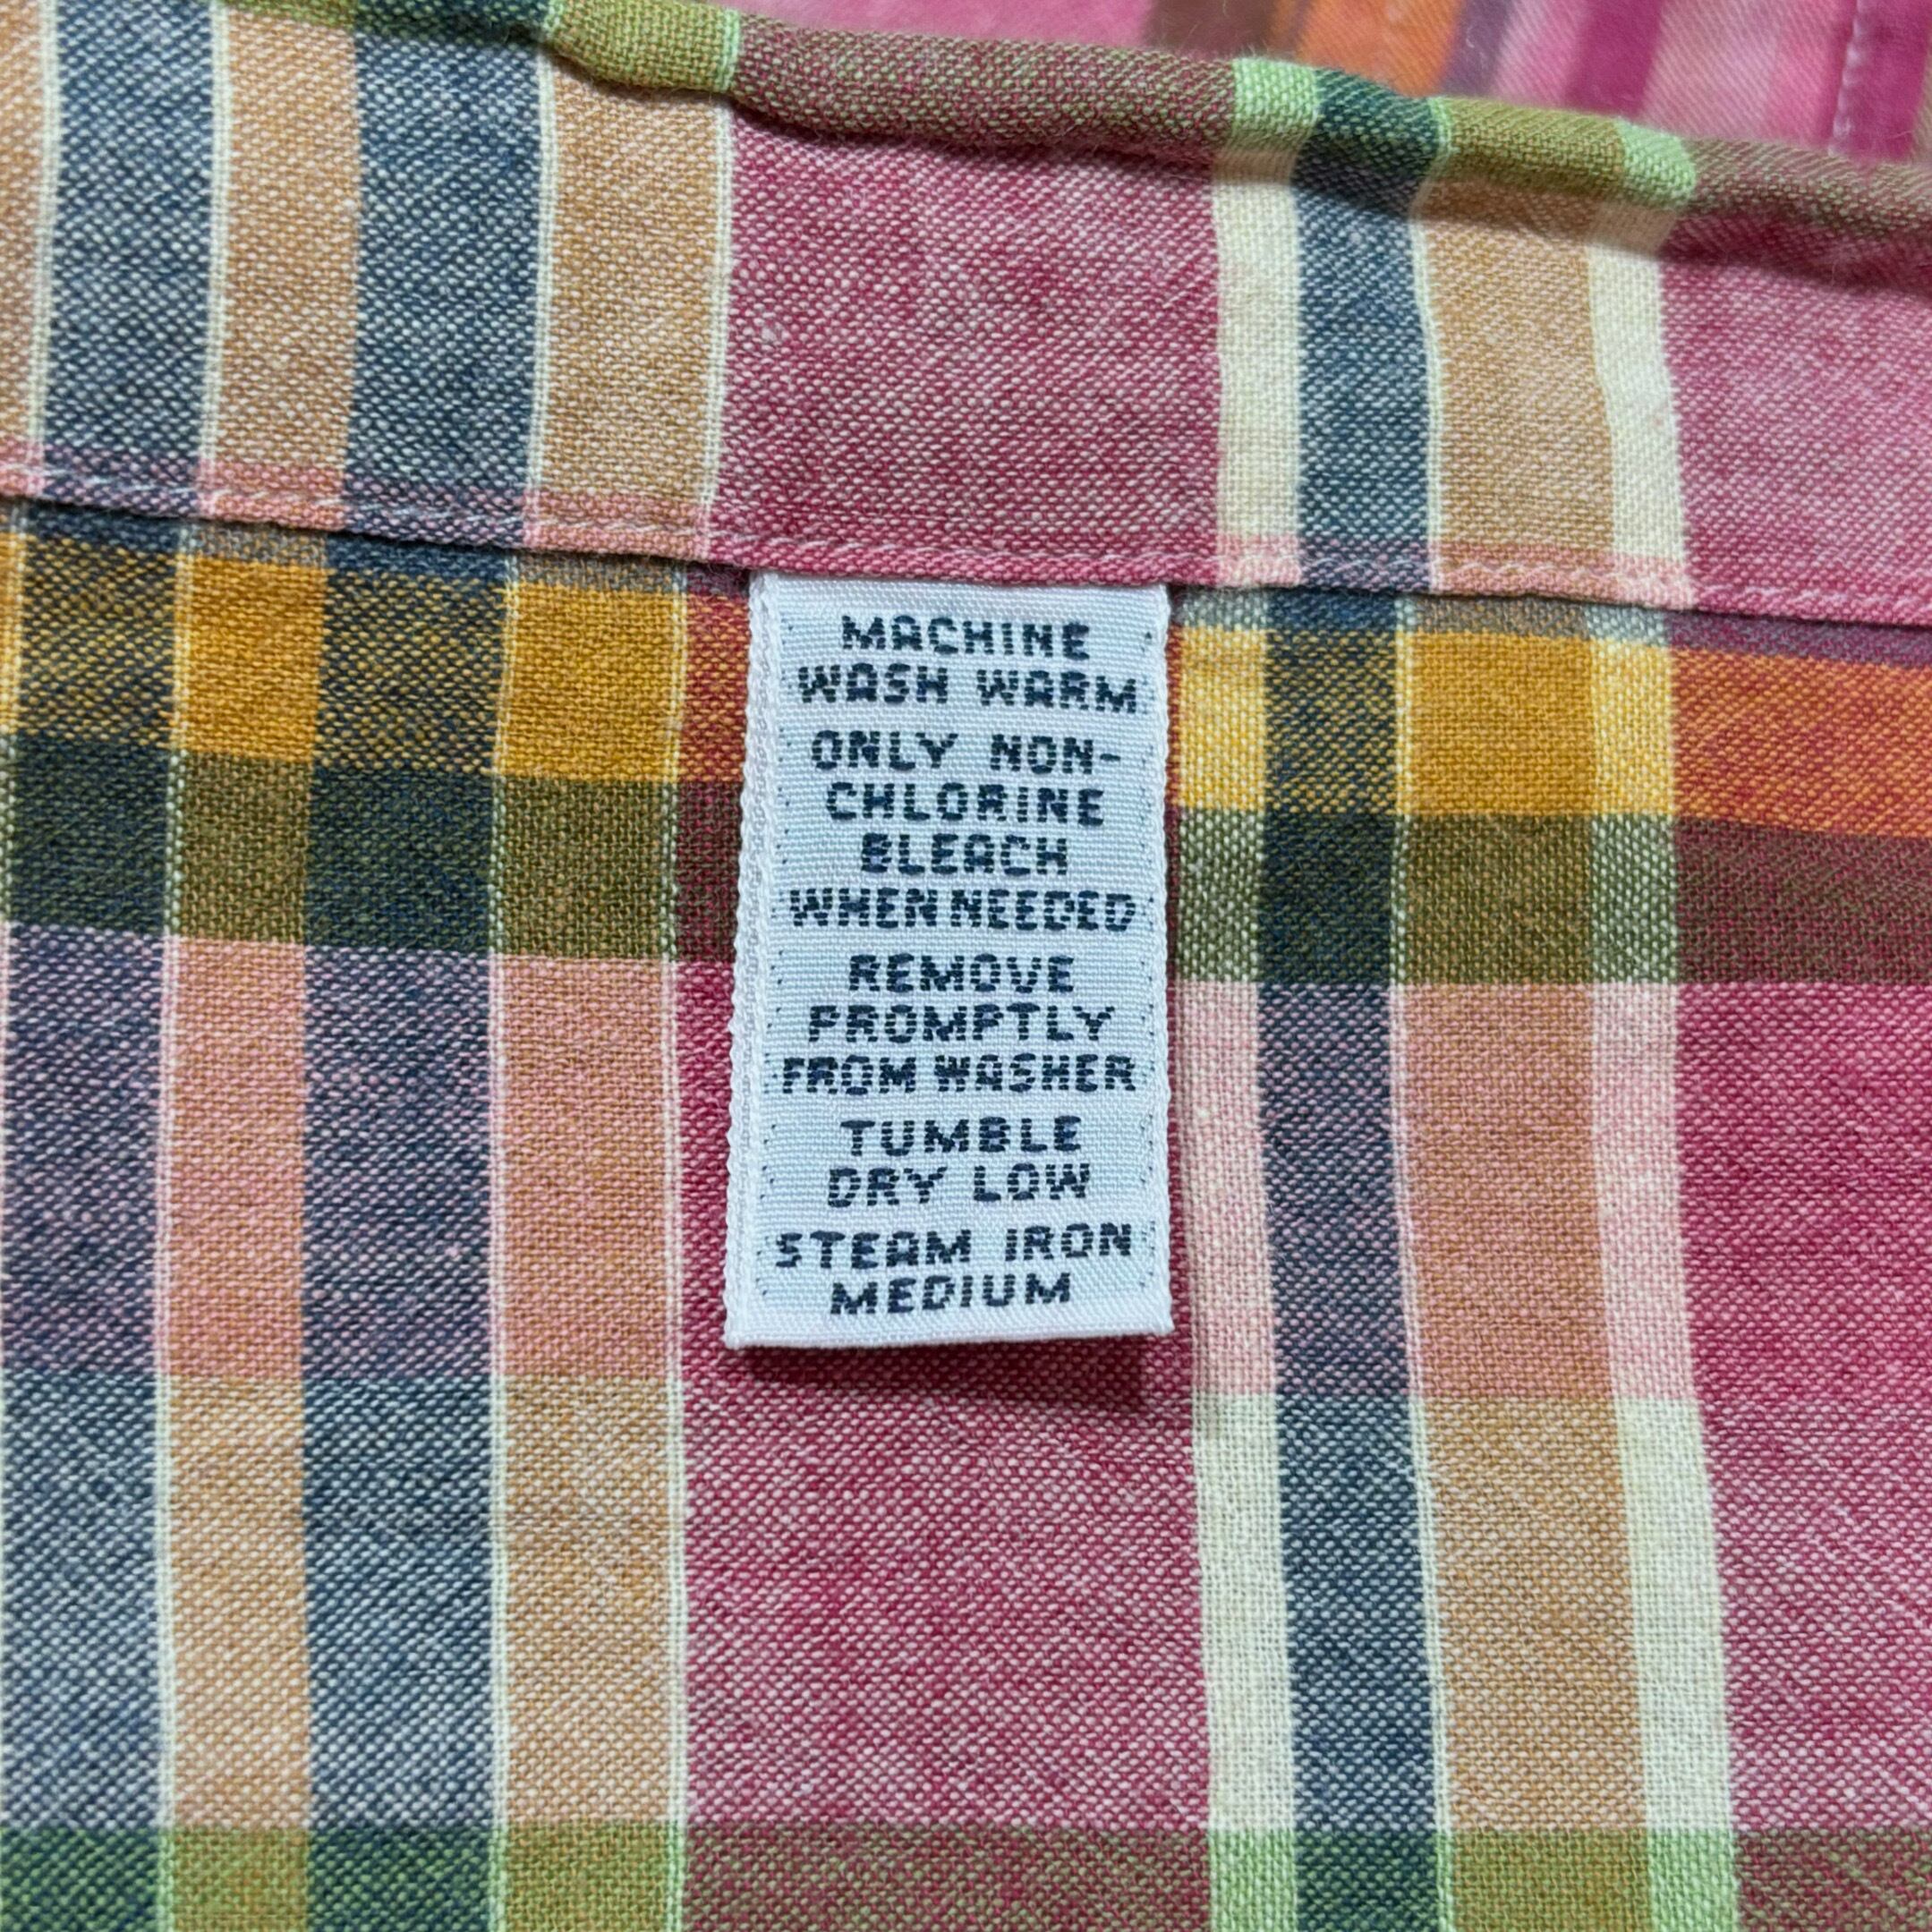 MACHINE
WASH WARM
ONLY NON-
CHLORINE
BLEACH
WHEN NEEDED
REMOVE
PROMPTLY
FROM WASHER
TUMBLE
DRY LOW
STEAM IRON
MEDIUM